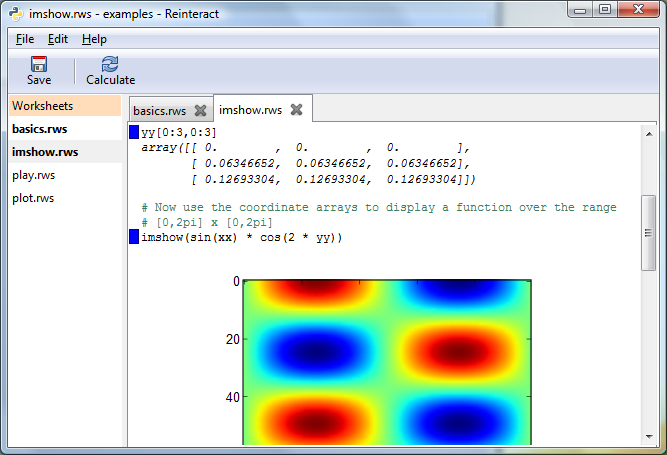 imshow.rws - examples - Reinteract
File Edit Help
Save Calculate
Worksheets
basics.rws
imshow.rws
play.rws
plot.rws
basics.rws imshow.rws
yy[0:3,0:3]
array([[ 0.        ,  0.        ,  0.        ],
       [ 0.06346652,  0.06346652,  0.06346652],
       [ 0.12693304,  0.12693304,  0.12693304]])
# Now use the coordinate arrays to display a function over the range
# [0,2pi] x [0,2pi]
imshow(sin(xx) * cos(2 * yy))
0
20
40